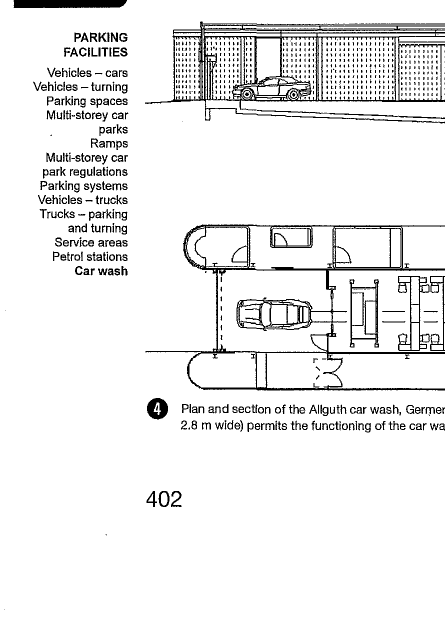 PARKING
FACILITIES
Vehicles – cars
Vehicles – turning
Parking spaces
Multi-storey car
parks
Ramps
Multi-storey car
park regulations
Parking systems
Vehicles – trucks
Trucks – parking
and turning
Service areas
Petrol stations
Car wash
4 Plan and section of the Allguth car wash, Germer
2.8 m wide) permits the functioning of the car wa
402